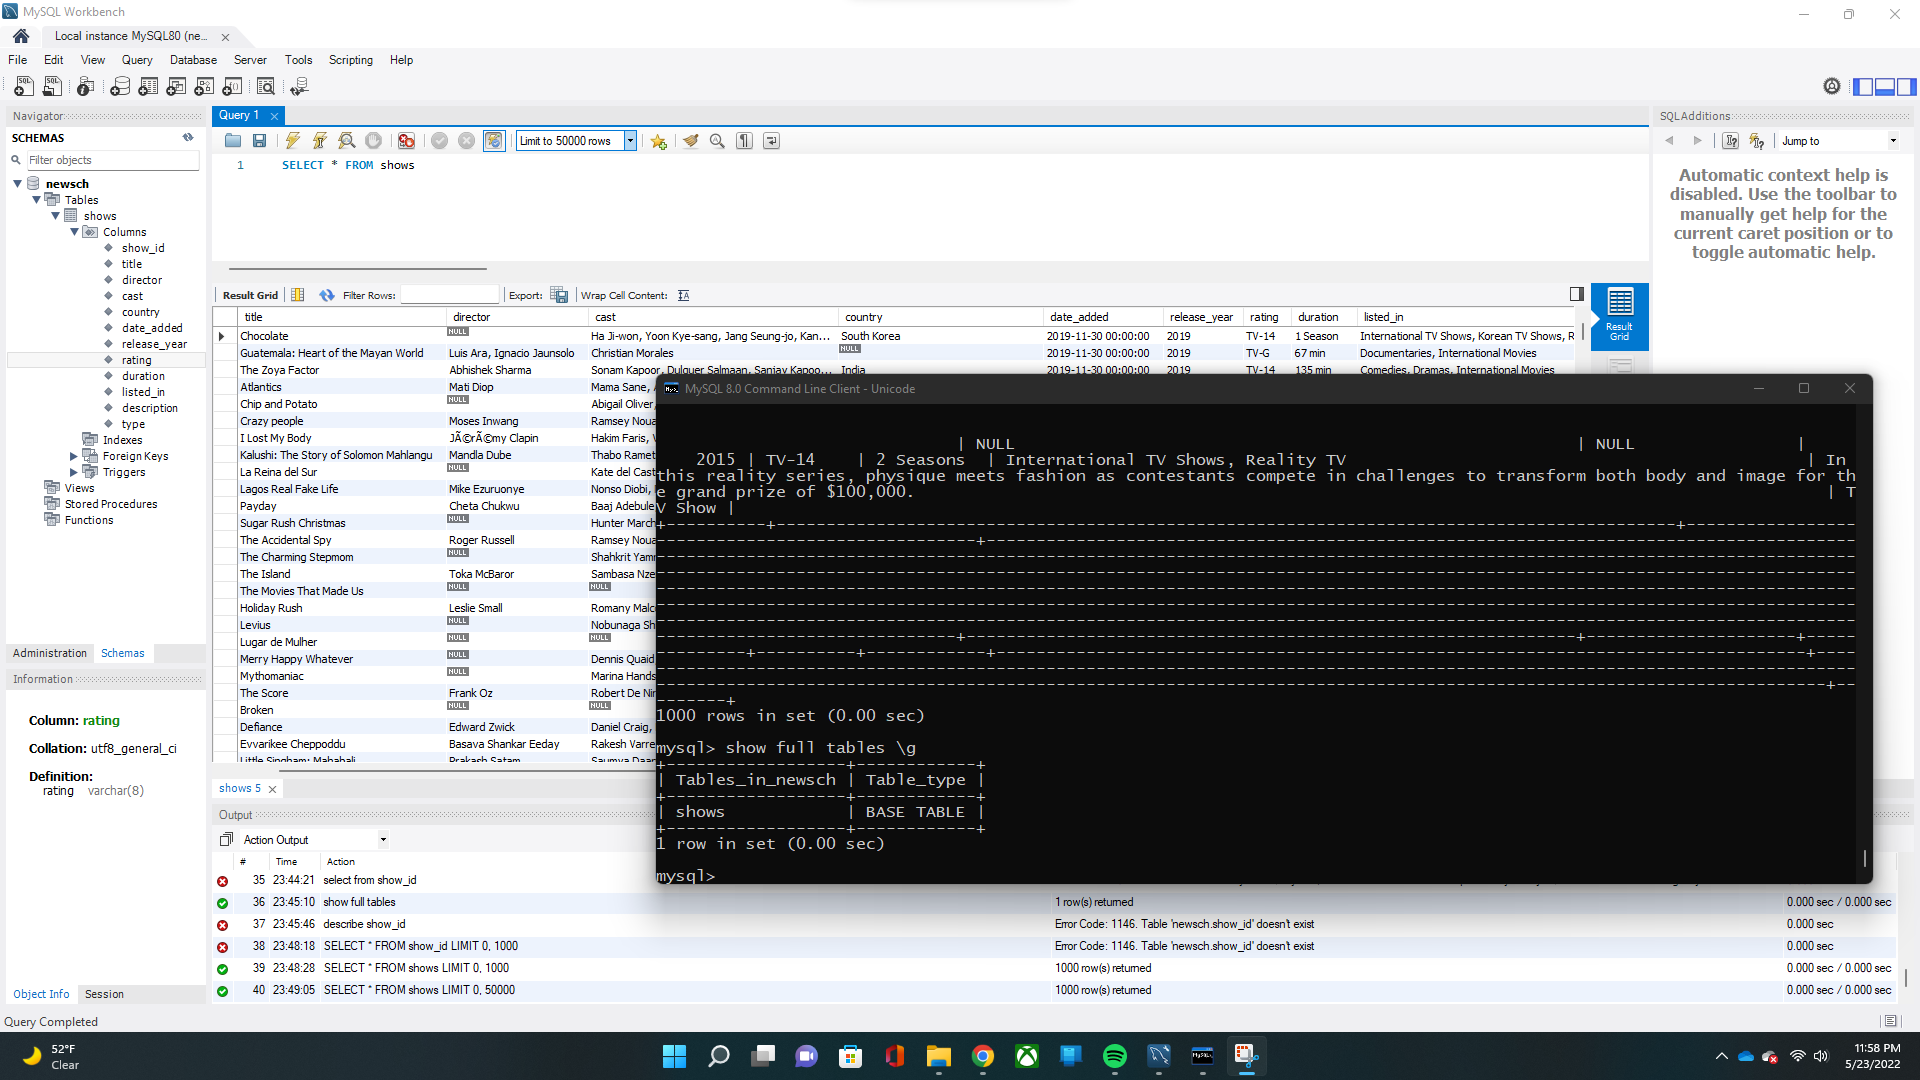 MySQL Workbench
Local instance MySQL80 (ne...
File Edit View Query Database Server Tools Scripting Help
Navigator
SCHEMAS
Filter objects
newsch
Tables
shows
Columns
show_id
title
director
cast
country
date_added
release_year
rating
duration
listed_in
description
type
Indexes
Foreign Keys
Triggers
Views
Stored Procedures
Functions
Administration Schemas
Information
Column: rating
Collation: utf8_general_ci
Definition:
rating varchar(8)
Object Info Session
Query Completed
Query 1
Limit to 50000 rows
1 SELECT * FROM shows
Result Grid Filter Rows: Export: Wrap Cell Content:
title director cast country date_added release_year rating duration listed_in
Chocolate NULL Ha Ji-won, Yoon Kye-sang, Jang Seung-jo, Kan... South Korea 2019-11-30 00:00:00 2019 TV-14 1 Season International TV Shows, Korean TV Shows, R
Guatemala: Heart of the Mayan World Luis Ara, Ignacio Jaunsolo Christian Morales NULL 2019-11-30 00:00:00 2019 TV-G 67 min Documentaries, International Movies
The Zoya Factor Abhishek Sharma Sonam Kapoor, Dulquer Salmaan, Sanjay Kapoo... India 2019-11-30 00:00:00 2019 TV-14 135 min Comedies, Dramas, International Movies
Atlantics Mati Diop Mama Sane, A
Chip and Potato NULL Abigail Oliver,
Crazy people Moses Inwang Ramsey Noua
I Lost My Body JÃ©rÃ©my Clapin Hakim Faris, V
Kalushi: The Story of Solomon Mahlangu Mandla Dube Thabo Ramet
La Reina del Sur NULL Kate del Cast
Lagos Real Fake Life Mike Ezuruonye Nonso Diobi,
Payday Cheta Chukwu Baaj Adebule
Sugar Rush Christmas NULL Hunter March
The Accidental Spy Roger Russell Ramsey Noua
The Charming Stepmom NULL Shahkrit Yamn
The Island Toka McBaror Sambasa Nze
The Movies That Made Us NULL NULL
Holiday Rush Leslie Small Romany Malco
Levius NULL Nobunaga Sh
Lugar de Mulher NULL NULL
Merry Happy Whatever NULL Dennis Quaid
Mythomaniac NULL Marina Hands
The Score Frank Oz Robert De Nir
Broken NULL NULL
Defiance Edward Zwick Daniel Craig,
Evvarikee Cheppoddu Basava Shankar Eeday Rakesh Varre
Little Singham: Mahabali Prakash Satam Saumya Daan
Result
Grid
SQLAdditions
Jump to
Automatic context help is
disabled. Use the toolbar to
manually get help for the
current caret position or to
toggle automatic help.
MySQL 8.0 Command Line Client - Unicode
| NULL | NULL |
2015 | TV-14 | 2 Seasons | International TV Shows, Reality TV | In
this reality series, physique meets fashion as contestants compete in challenges to transform both body and image for th
e grand prize of $100,000. | T
V Show |
1000 rows in set (0.00 sec)
mysql> show full tables \g
| Tables_in_newsch | Table_type |
| shows | BASE TABLE |
1 row in set (0.00 sec)
mysql>
shows 5
Output
Action Output
# Time Action
35 23:44:21 select from show_id
36 23:45:10 show full tables 1 row(s) returned 0.000 sec / 0.000 sec
37 23:45:46 describe show_id Error Code: 1146. Table 'newsch.show_id' doesn't exist 0.000 sec
38 23:48:18 SELECT * FROM show_id LIMIT 0, 1000 Error Code: 1146. Table 'newsch.show_id' doesn't exist 0.000 sec
39 23:48:28 SELECT * FROM shows LIMIT 0, 1000 1000 row(s) returned 0.000 sec / 0.000 sec
40 23:49:05 SELECT * FROM shows LIMIT 0, 50000 1000 row(s) returned 0.000 sec / 0.000 sec
52°F
Clear
11:58 PM
5/23/2022